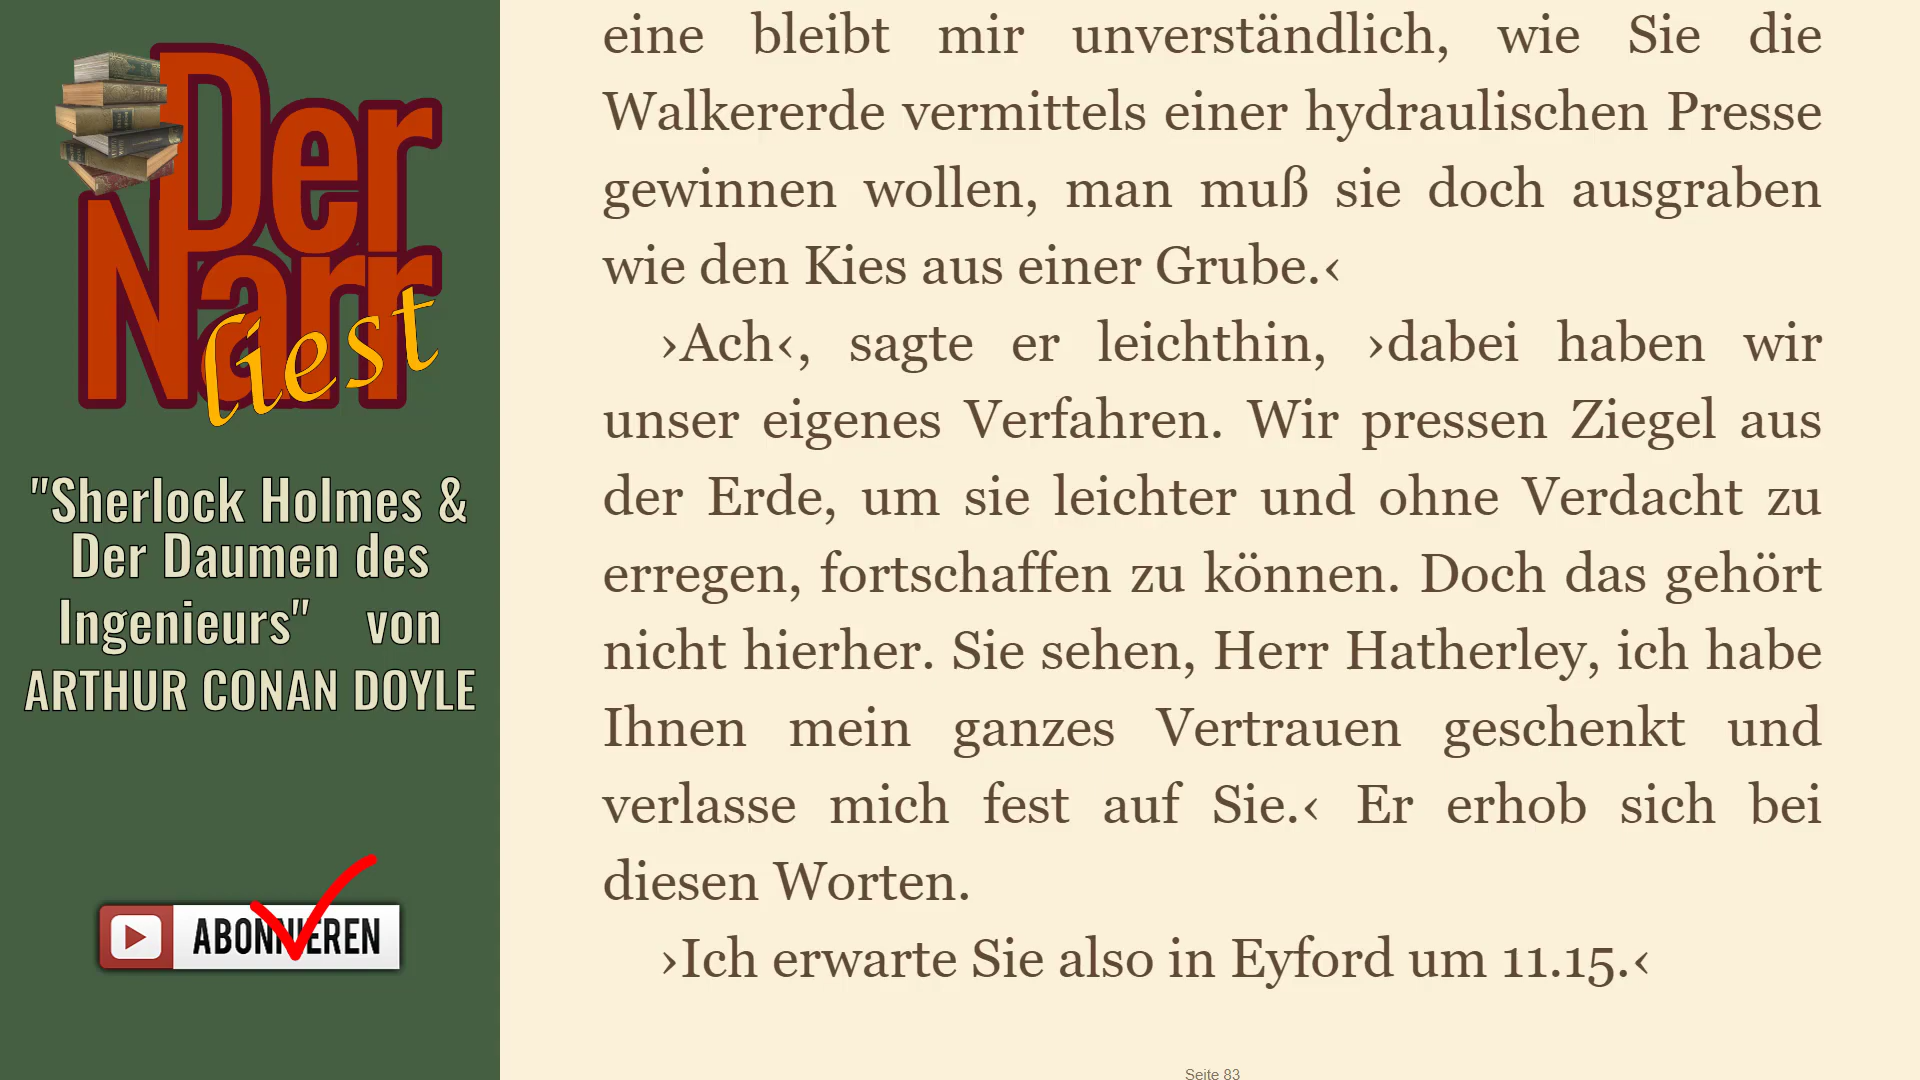 Der
Narr
liest
"Sherlock Holmes &
Der Daumen des
Ingenieurs" von
ARTHUR CONAN DOYLE
ABONNIEREN
eine bleibt mir unverständlich, wie Sie die
Walkererde vermittels einer hydraulischen Presse
gewinnen wollen, man muß sie doch ausgraben
wie den Kies aus einer Grube.‹
›Ach‹, sagte er leichthin, ›dabei haben wir
unser eigenes Verfahren. Wir pressen Ziegel aus
der Erde, um sie leichter und ohne Verdacht zu
erregen, fortschaffen zu können. Doch das gehört
nicht hierher. Sie sehen, Herr Hatherley, ich habe
Ihnen mein ganzes Vertrauen geschenkt und
verlasse mich fest auf Sie.‹ Er erhob sich bei
diesen Worten.
›Ich erwarte Sie also in Eyford um 11.15.‹
Seite 83